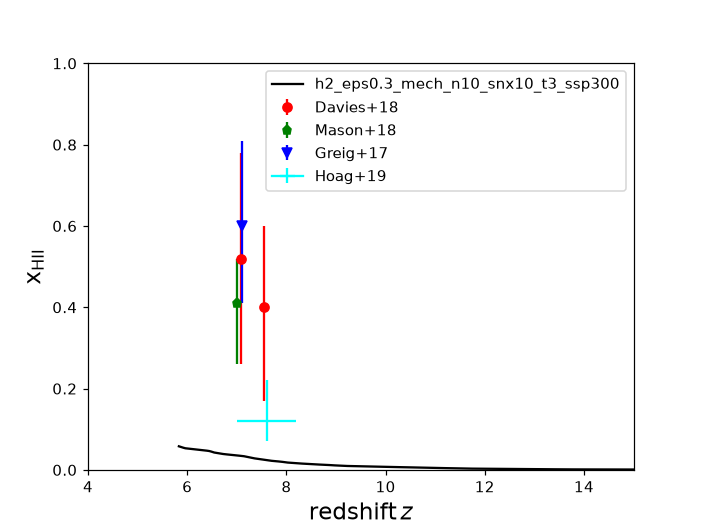 1.0
0.8
0.6
0.4
0.2
0.0
xHII
h2_eps0.3_mech_n10_snx10_t3_ssp300
Davies+18
Mason+18
Greig+17
Hoag+19
4 6 8 10 12 14
redshift z